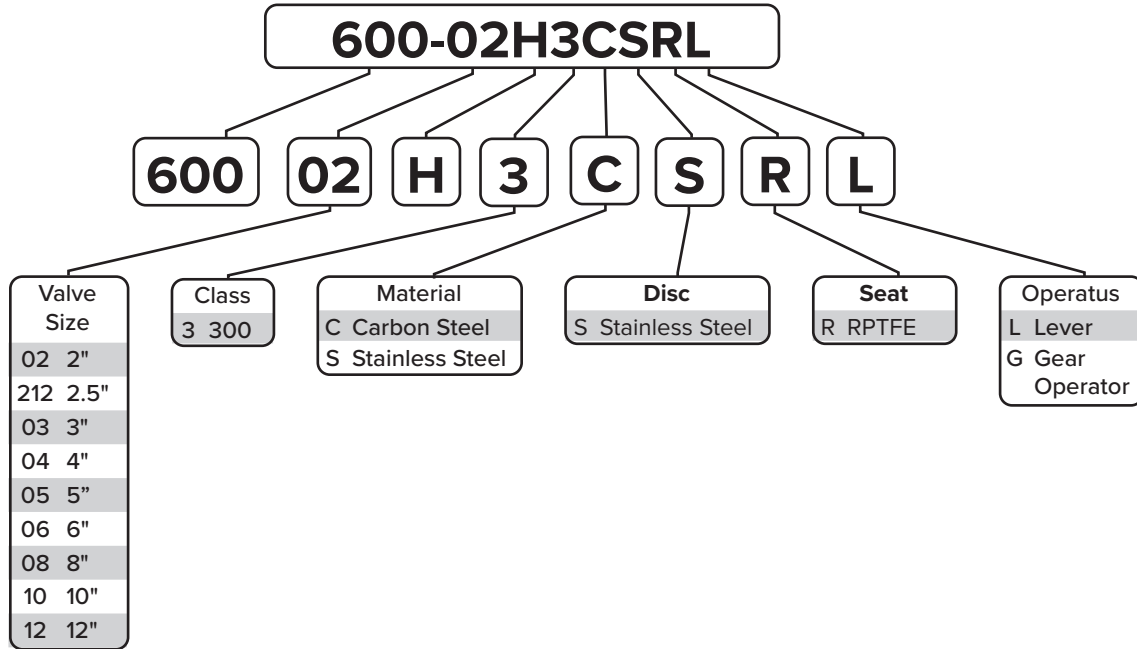 600-02H3CSRL
600 02 H 3 C S R L
Valve
Size
02 2"
212 2.5"
03 3"
04 4"
05 5”
06 6"
08 8"
10 10"
12 12"
Class
3 300
Material
C Carbon Steel
S Stainless Steel
Disc
S Stainless Steel
Seat
R RPTFE
Operatus
L Lever
G Gear
Operator